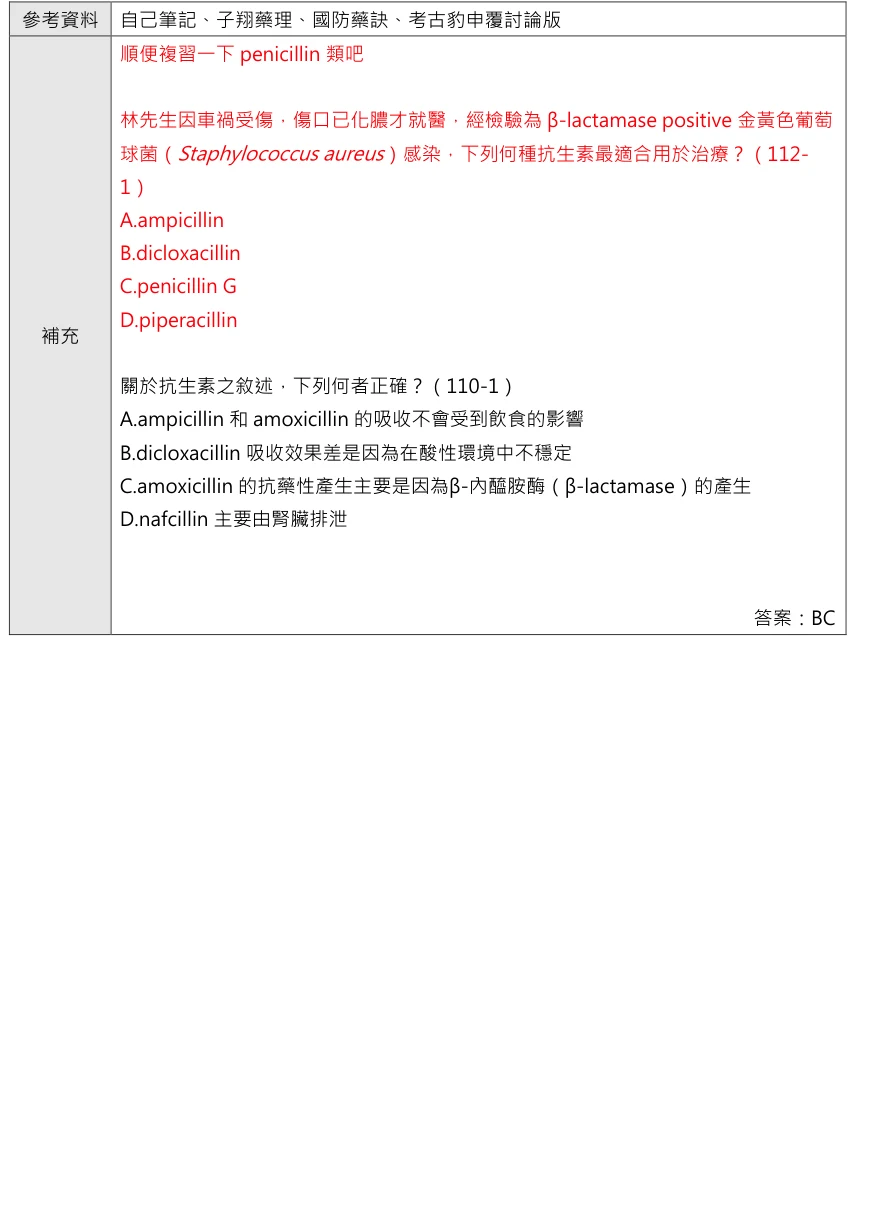 參考資料 自己筆記、子翔藥理、國防藥訣、考古豹申覆討論版
補充
順便複習一下 penicillin 類吧
林先生因車禍受傷，傷口已化膿才就醫，經檢驗為 β-lactamase positive 金黃色葡萄
球菌（Staphylococcus aureus）感染，下列何種抗生素最適合用於治療？（112-
1）
A.ampicillin
B.dicloxacillin
C.penicillin G
D.piperacillin
關於抗生素之敘述，下列何者正確？（110-1）
A.ampicillin 和 amoxicillin 的吸收不會受到飲食的影響
B.dicloxacillin 吸收效果差是因為在酸性環境中不穩定
C.amoxicillin 的抗藥性產生主要是因為β-內醯胺酶（β-lactamase）的產生
D.nafcillin 主要由腎臟排泄
答案：BC